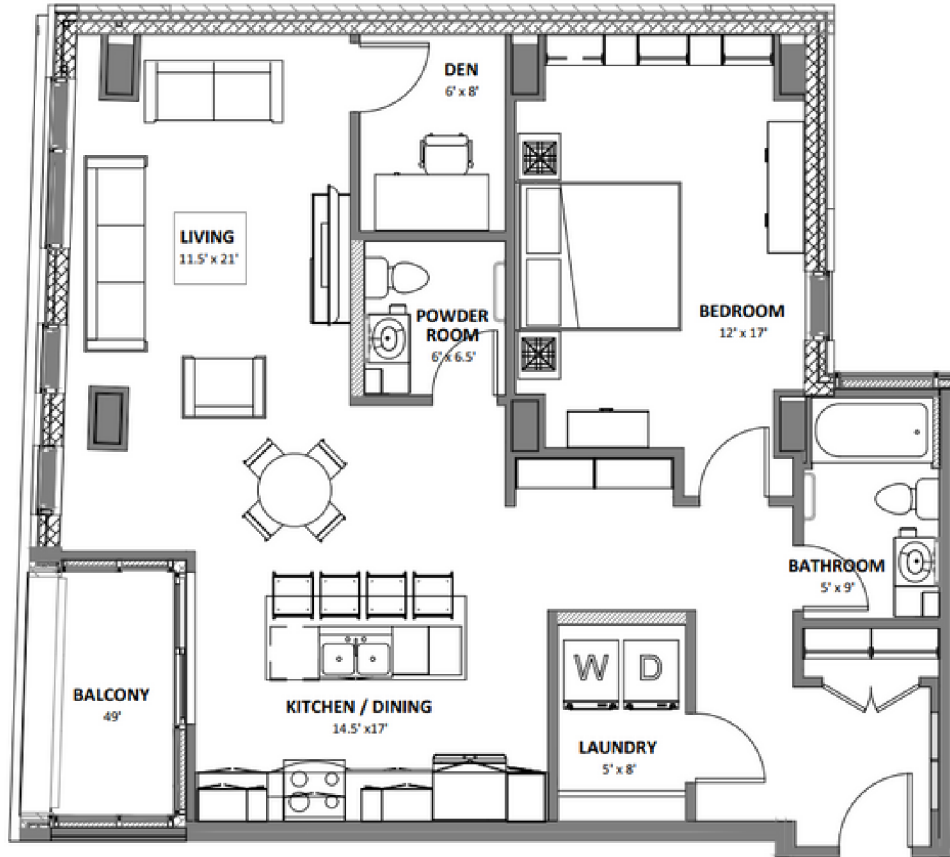 DEN
6' x 8'
LIVING
11.5' x 21'
POWDER
ROOM
6' x 6.5'
BEDROOM
12' x 17'
BATHROOM
5' x 9'
BALCONY
49'
KITCHEN / DINING
14.5' x17'
W D
LAUNDRY
5' x 8'